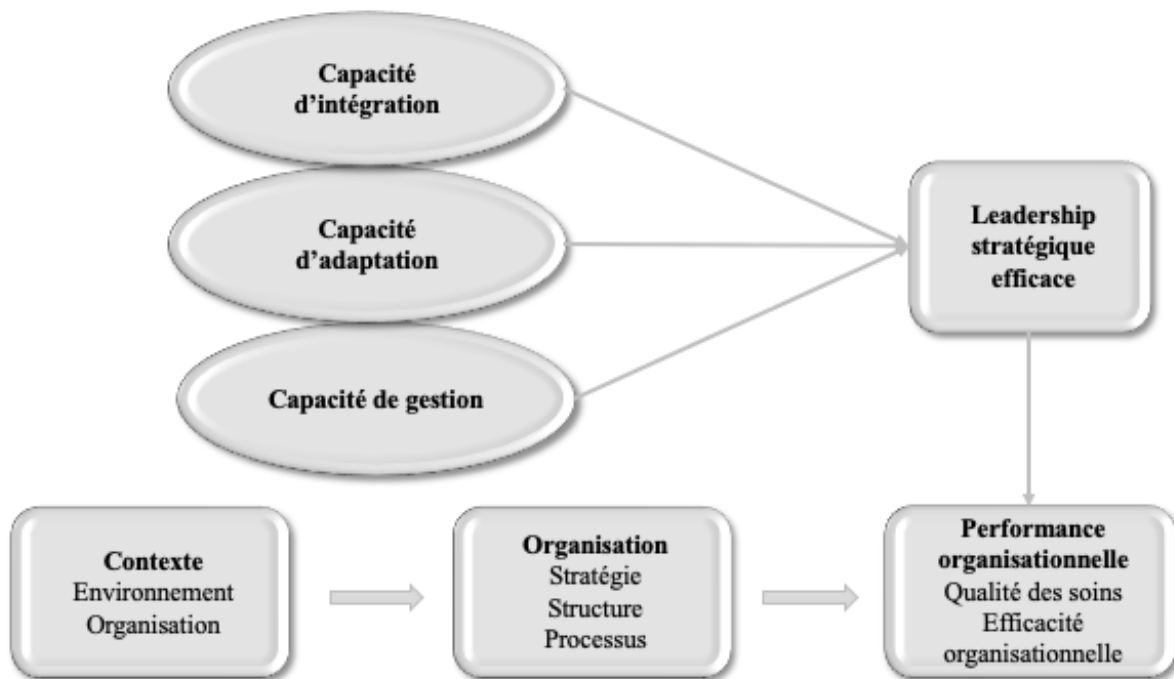 Capacité
d’intégration
Capacité
d’adaptation
Capacité de gestion
Leadership
stratégique
efficace
Contexte
Environnement
Organisation
Organisation
Stratégie
Structure
Processus
Performance
organisationnelle
Qualité des soins
Efficacité
organisationnelle